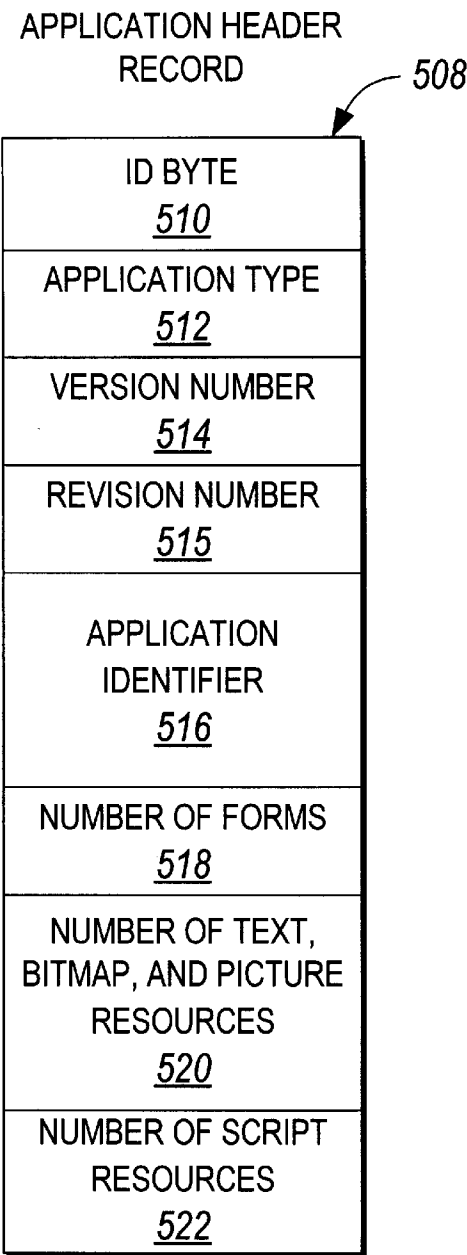 APPLICATION HEADER
RECORD
508
ID BYTE
510
APPLICATION TYPE
512
VERSION NUMBER
514
REVISION NUMBER
515
APPLICATION
IDENTIFIER
516
NUMBER OF FORMS
518
NUMBER OF TEXT,
BITMAP, AND PICTURE
RESOURCES
520
NUMBER OF SCRIPT
RESOURCES
522